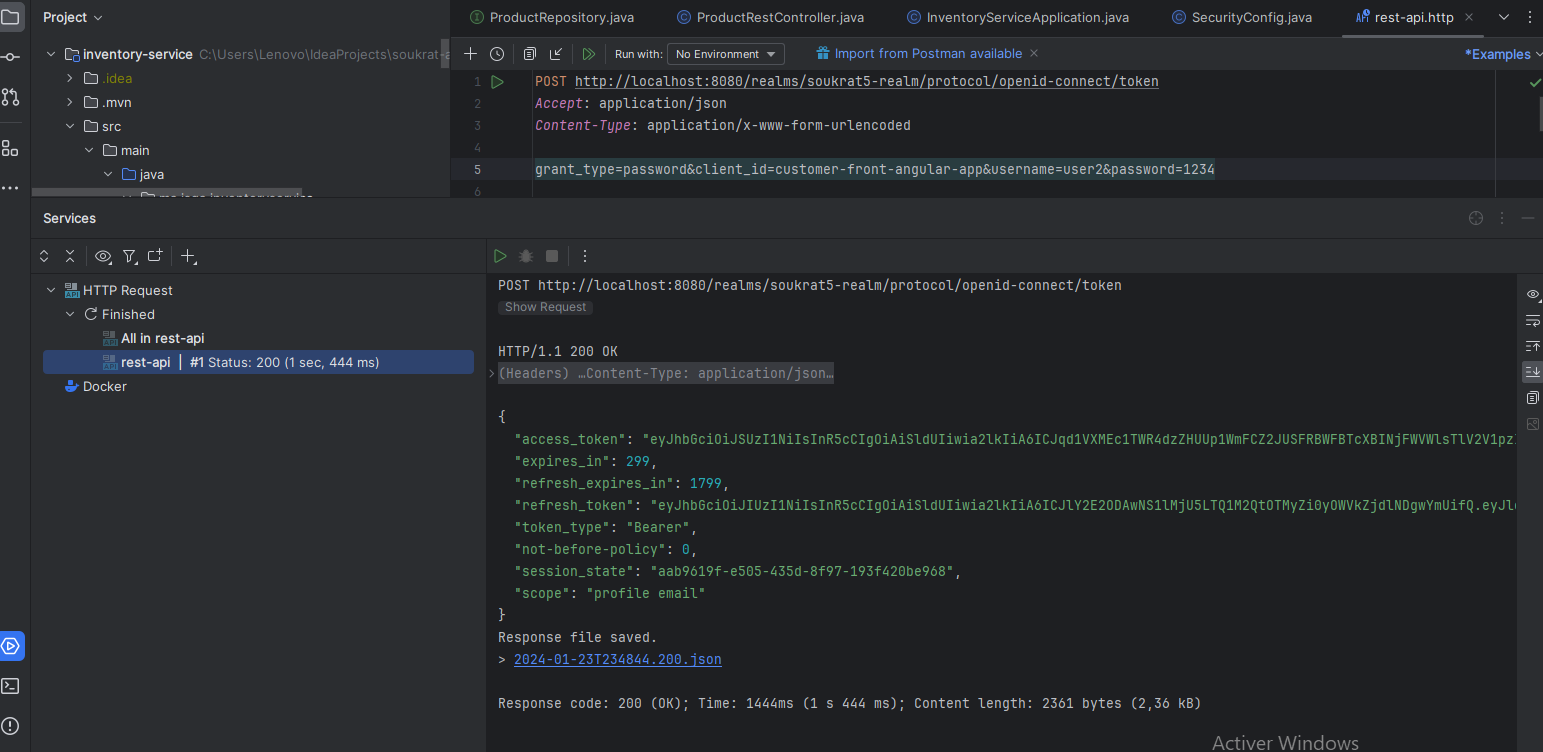 Project
ProductRepository.java
ProductRestController.java
InventoryServiceApplication.java
SecurityConfig.java
rest-api.http
inventory-service C:\Users\Lenovo\IdeaProjects\soukrat-a
.idea
.mvn
src
main
java
Run with: No Environment
Import from Postman available
*Examples
1 POST http://localhost:8080/realms/soukrat5-realm/protocol/openid-connect/token
2 Accept: application/json
3 Content-Type: application/x-www-form-urlencoded
4
5 grant_type=password&client_id=customer-front-angular-app&username=user2&password=1234
6
Services
HTTP Request
Finished
All in rest-api
rest-api | #1 Status: 200 (1 sec, 444 ms)
Docker
POST http://localhost:8080/realms/soukrat5-realm/protocol/openid-connect/token
Show Request
HTTP/1.1 200 OK
(Headers) …Content-Type: application/json…
{
"access_token":
"expires_in": 299,
"refresh_expires_in": 1799,
"refresh_token":
"token_type": "Bearer",
"not-before-policy": 0,
"session_state": "aab9619f-e505-435d-8f97-193f420be968",
"scope": "profile email"
}
Response file saved.
> 2024-01-23T234844.200.json
Response code: 200 (OK); Time: 1444ms (1 s 444 ms); Content length: 2361 bytes (2,36 kB)
Activer Windows